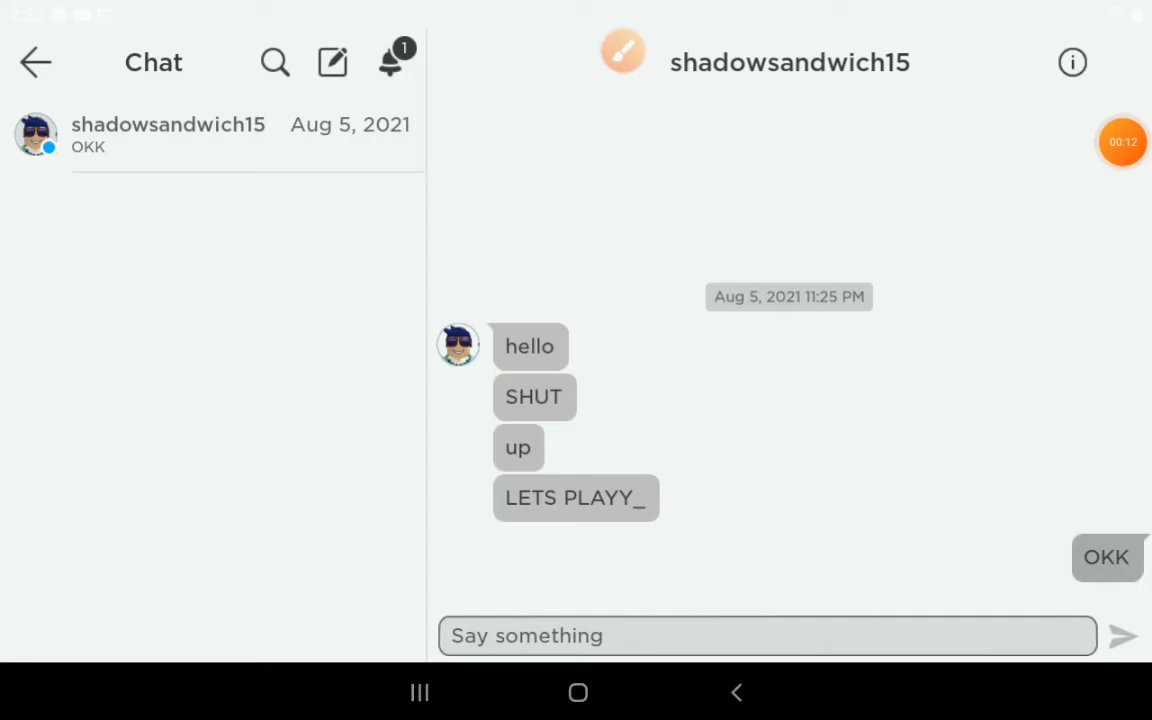 Chat
1
shadowsandwich15
shadowsandwich15 Aug 5, 2021
OKK
00:12
Aug 5, 2021 11:25 PM
hello
SHUT
up
LETS PLAYY_
OKK
Say something